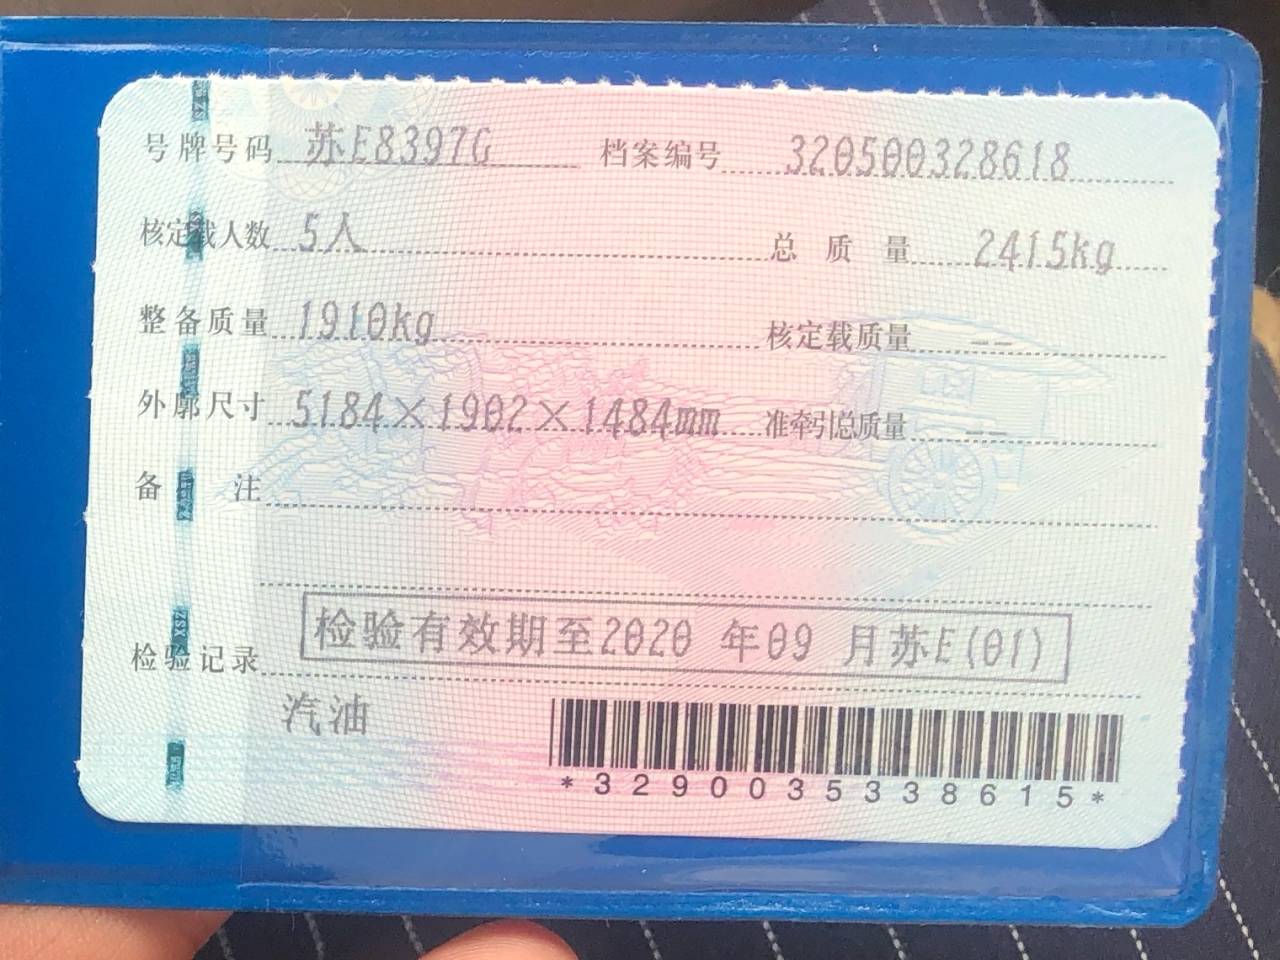 号牌号码 苏E8397G 档案编号 320500328618
核定载人数 5人 总质量 2415kg
整备质量 1910kg 核定载质量 --
外廓尺寸 5184×1902×1484mm 准牵引总质量 --
备注
检验记录 检验有效期至2020 年09 月苏E(01)
汽油
*3290035338615*